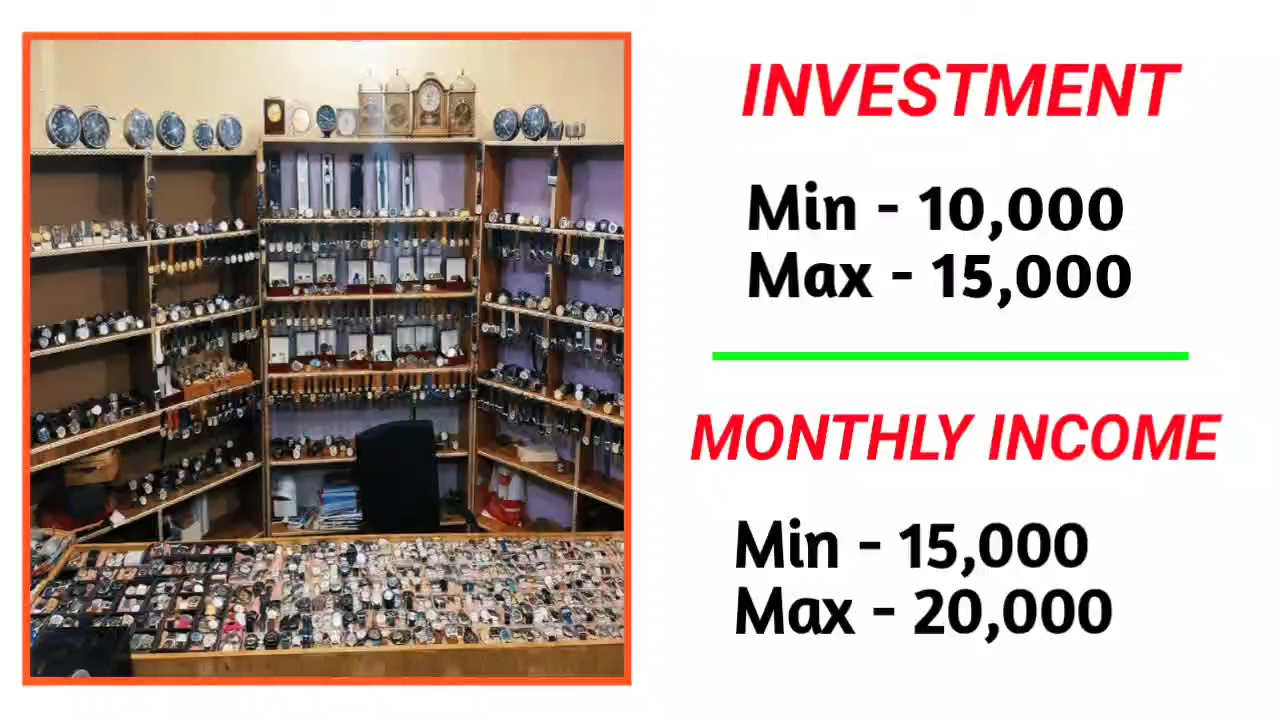 INVESTMENT
Min - 10,000
Max - 15,000
MONTHLY INCOME
Min - 15,000
Max - 20,000